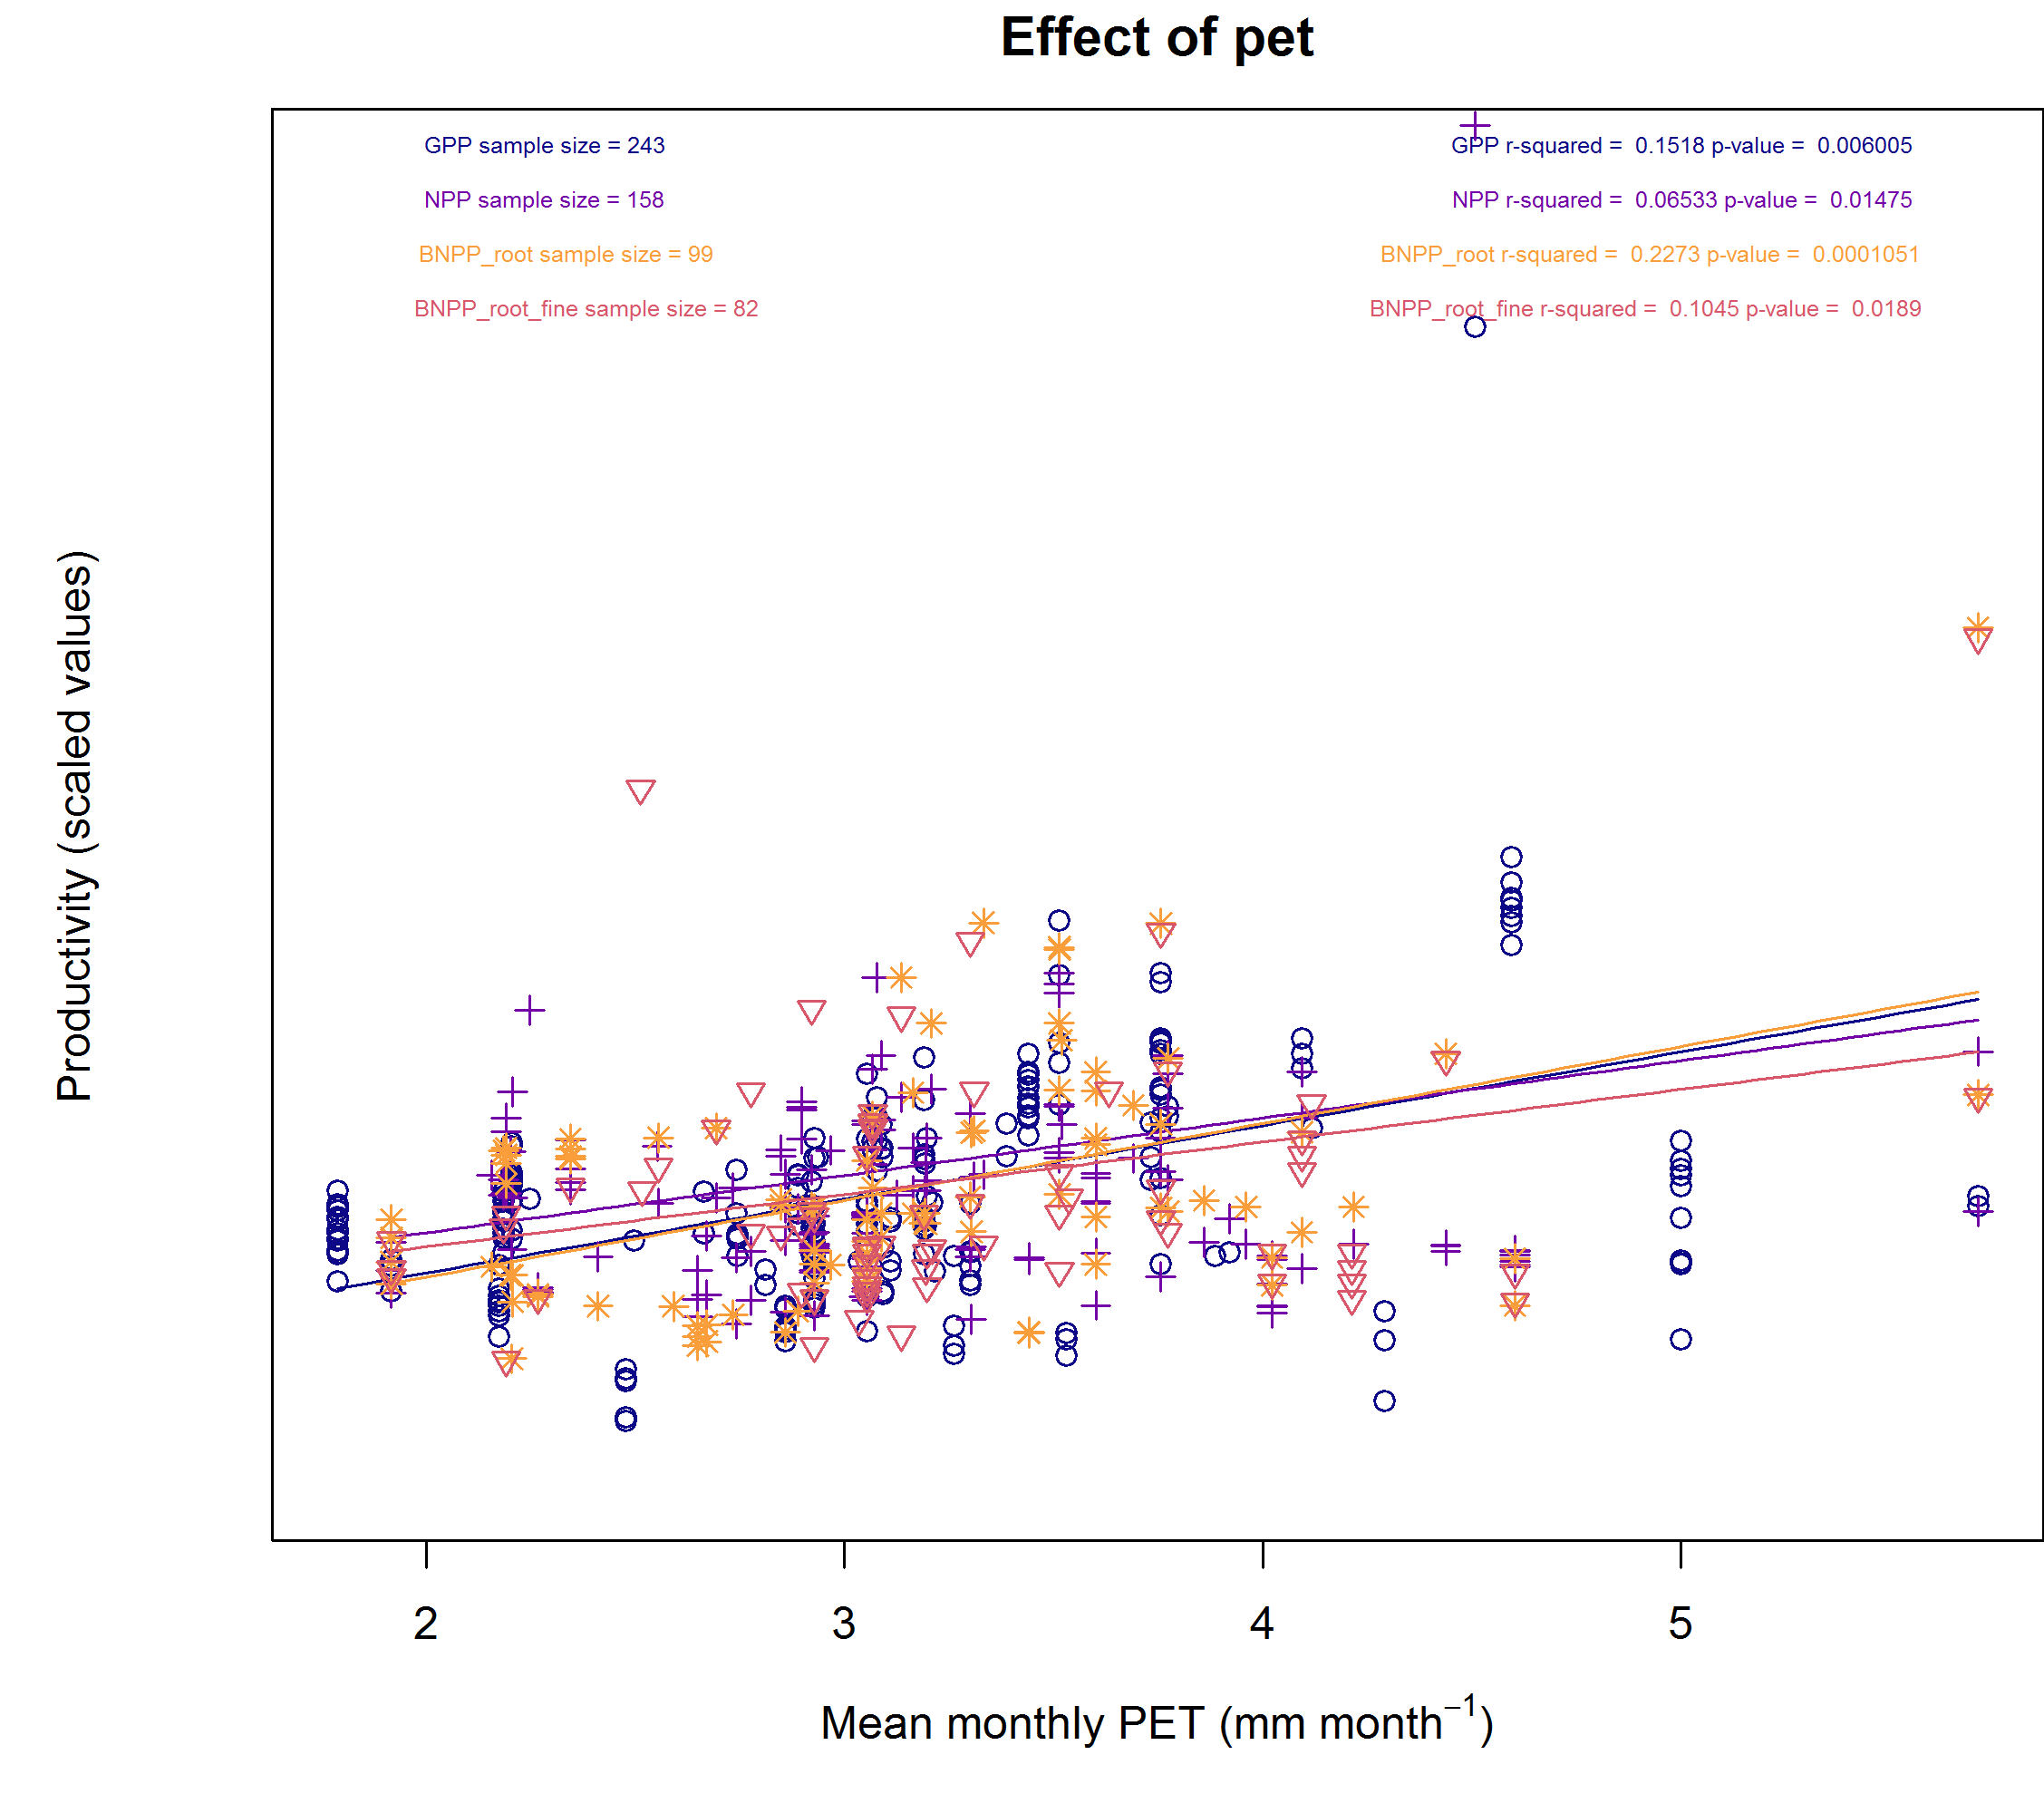 Effect of pet
GPP sample size = 243
GPP r-squared = 0.1518 p-value = 0.006005
NPP sample size = 158
NPP r-squared = 0.06533 p-value = 0.01475
BNPP_root sample size = 99
BNPP_root r-squared = 0.2273 p-value = 0.0001051
BNPP_root_fine sample size = 82
BNPP_root_fine r-squared = 0.1045 p-value = 0.0189
Productivity (scaled values)
2 3 4 5
Mean monthly PET (mm month⁻¹)